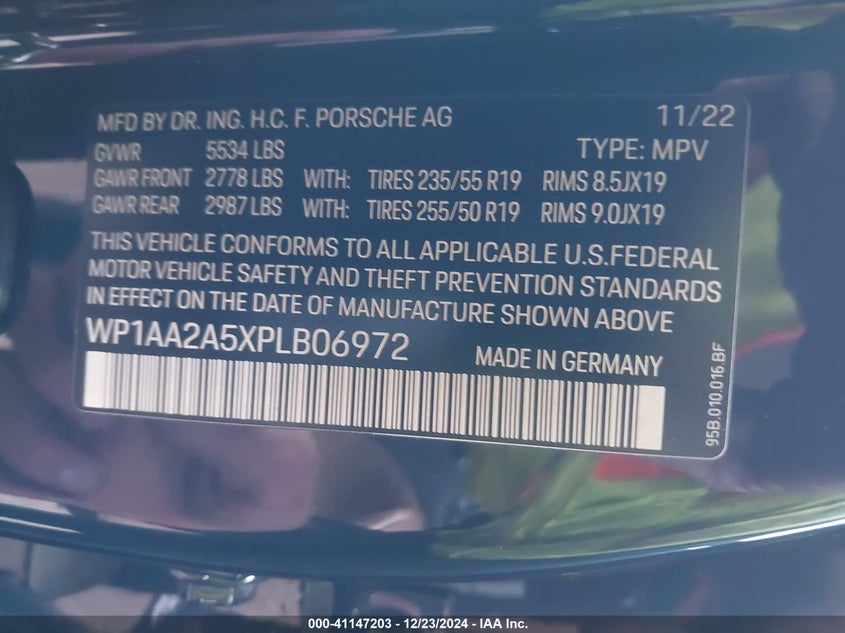 MFD BY DR. ING. H.C. F. PORSCHE AG 11/22
GVWR 5534 LBS TYPE: MPV
GAWR FRONT 2778 LBS WITH: TIRES 235/55 R19 RIMS 8.5JX19
GAWR REAR 2987 LBS WITH: TIRES 255/50 R19 RIMS 9.0JX19
THIS VEHICLE CONFORMS TO ALL APPLICABLE U.S.FEDERAL
MOTOR VEHICLE SAFETY AND THEFT PREVENTION STANDARDS
IN EFFECT ON THE DATE OF MANUFACTURE SHOWN ABOVE
WP1AA2A5XPLB06972 MADE IN GERMANY
95B.010.016.BF
000-41147203 - 12/23/2024 - IAA Inc.